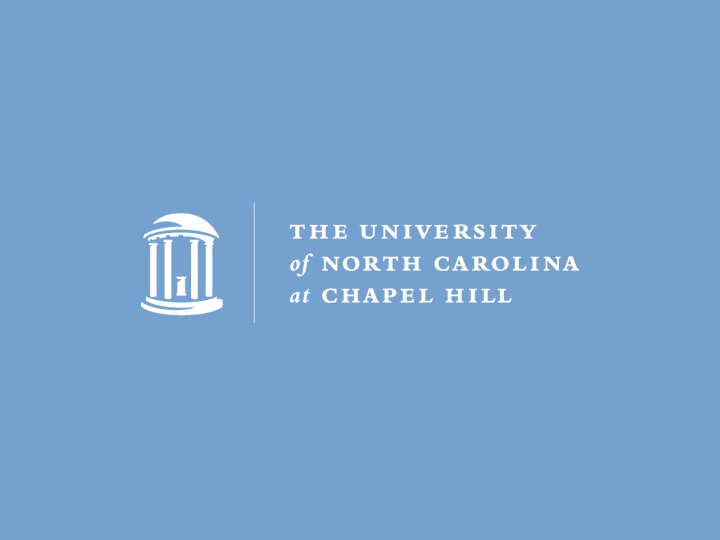 THE UNIVERSITY
of NORTH CAROLINA
at CHAPEL HILL